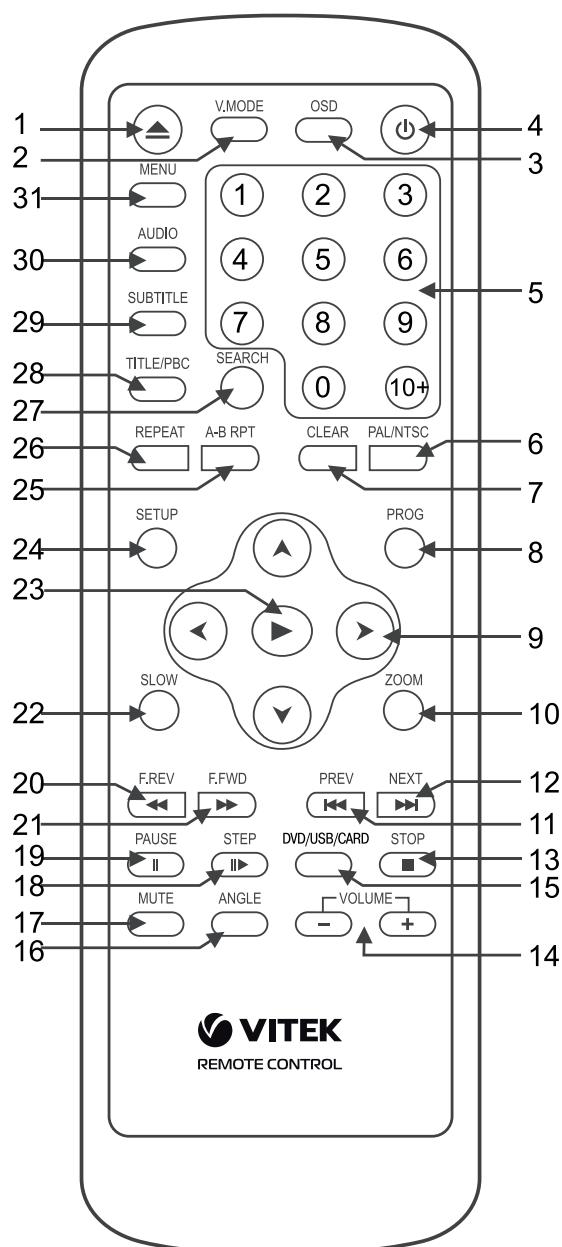 V.MODE OSD
1 4
2 3
MENU
31 1 2 3
AUDIO
30 4 5 6
5
SUBTITLE
29 7 8 9
TITLE/PBC SEARCH
28 0 10+
27
REPEAT A-B RPT CLEAR PAL/NTSC
26 6
25 7
SETUP PROG
24 8
23
9
SLOW ZOOM
22 10
F.REV F.FWD PREV NEXT
20 12
21 11
PAUSE STEP DVD/USB/CARD STOP
19 13
18 15
MUTE ANGLE VOLUME
17 − +
16 14
VITEK
REMOTE CONTROL